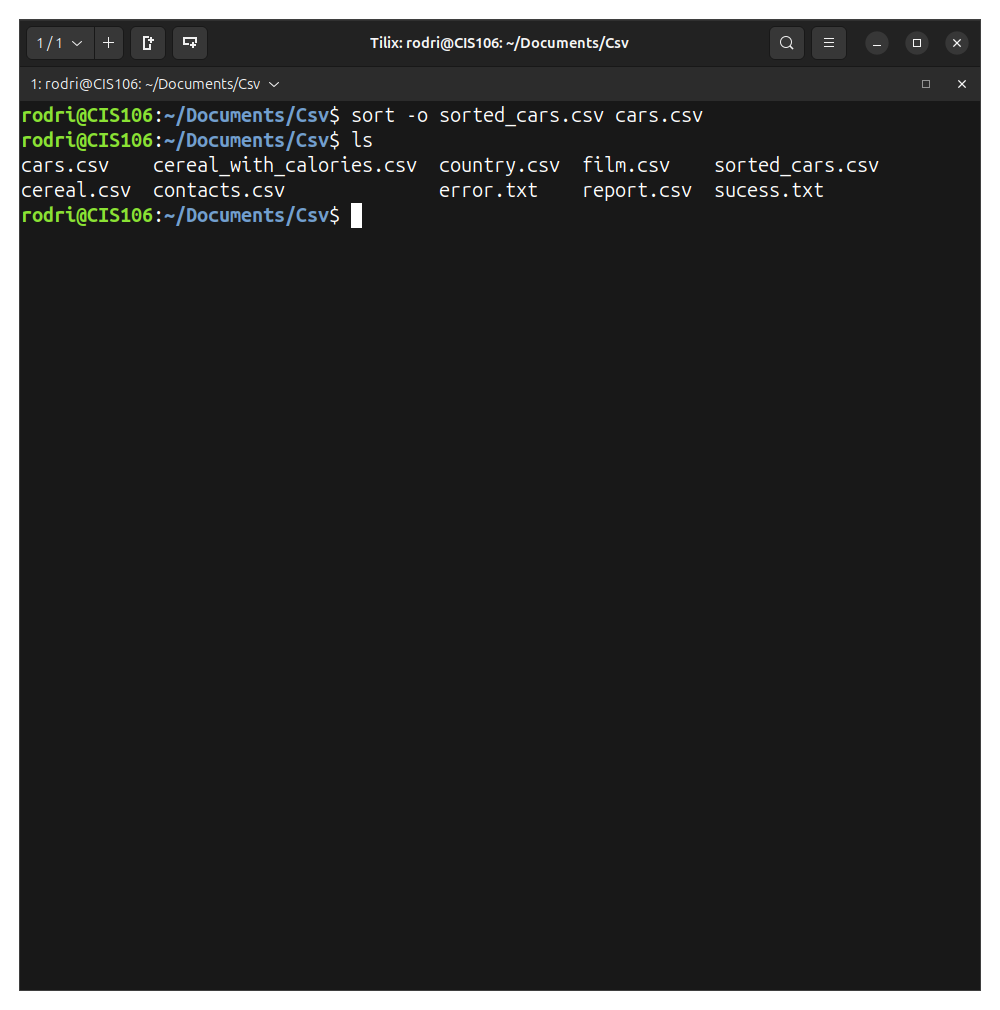 1 / 1
Tilix: rodri@CIS106: ~/Documents/Csv
1: rodri@CIS106: ~/Documents/Csv
rodri@CIS106:~/Documents/Csv$ sort -o sorted_cars.csv cars.csv
rodri@CIS106:~/Documents/Csv$ ls
cars.csv    cereal_with_calories.csv  country.csv  film.csv    sorted_cars.csv
cereal.csv  contacts.csv              error.txt    report.csv  sucess.txt
rodri@CIS106:~/Documents/Csv$